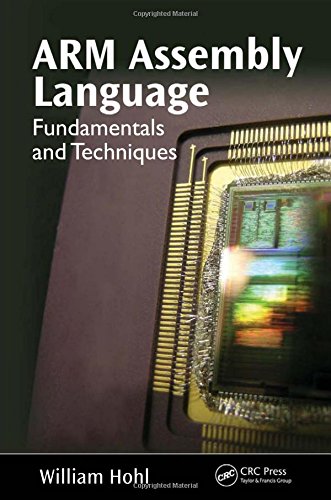 ARM Assembly
Language
Fundamentals
and Techniques
William Hohl
CRC
CRC Press
Taylor & Francis Group